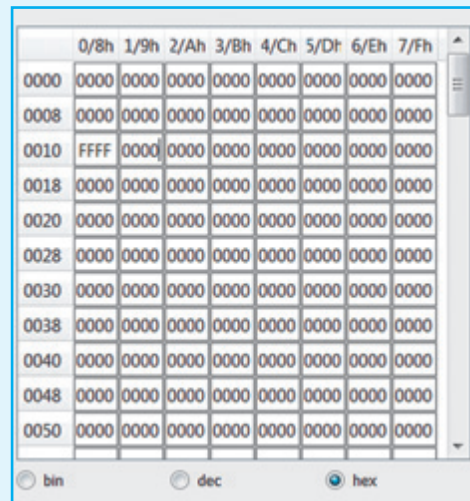 0/8h 1/9h 2/Ah 3/Bh 4/Ch 5/Dh 6/Eh 7/Fh
0000 0000 0000 0000 0000 0000 0000 0000 0000
0008 0000 0000 0000 0000 0000 0000 0000 0000
0010 FFFF 0000 0000 0000 0000 0000 0000 0000
0018 0000 0000 0000 0000 0000 0000 0000 0000
0020 0000 0000 0000 0000 0000 0000 0000 0000
0028 0000 0000 0000 0000 0000 0000 0000 0000
0030 0000 0000 0000 0000 0000 0000 0000 0000
0038 0000 0000 0000 0000 0000 0000 0000 0000
0040 0000 0000 0000 0000 0000 0000 0000 0000
0048 0000 0000 0000 0000 0000 0000 0000 0000
0050 0000 0000 0000 0000 0000 0000 0000 0000
bin dec hex